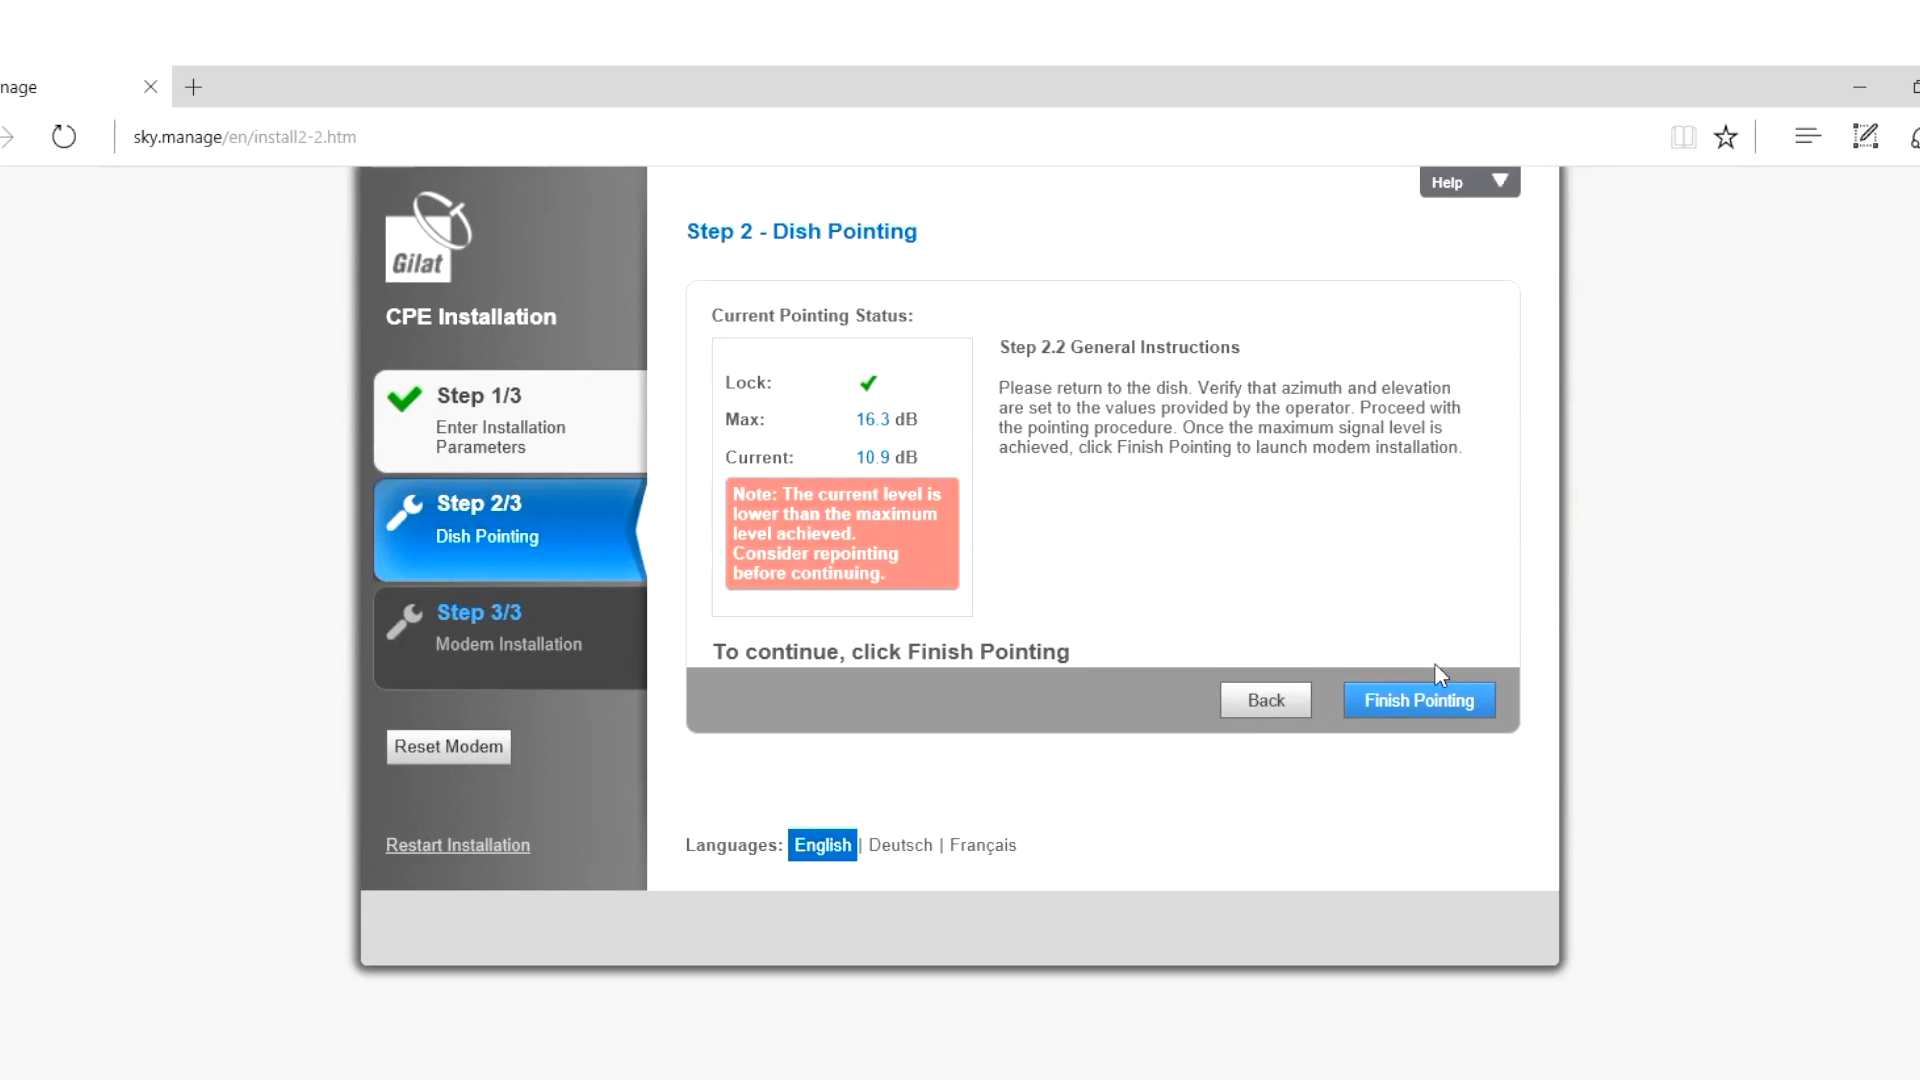 nage
sky.manage/en/install2-2.htm
Help
Gilat
Step 2 - Dish Pointing
CPE Installation
Step 1/3
Enter Installation
Parameters
Step 2/3
Dish Pointing
Step 3/3
Modem Installation
Reset Modem
Restart Installation
Current Pointing Status:
Lock:
Max: 16.3 dB
Current: 10.9 dB
Note: The current level is
lower than the maximum
level achieved.
Consider repointing
before continuing.
Step 2.2 General Instructions
Please return to the dish. Verify that azimuth and elevation
are set to the values provided by the operator. Proceed with
the pointing procedure. Once the maximum signal level is
achieved, click Finish Pointing to launch modem installation.
To continue, click Finish Pointing
Back Finish Pointing
Languages: English | Deutsch | Français